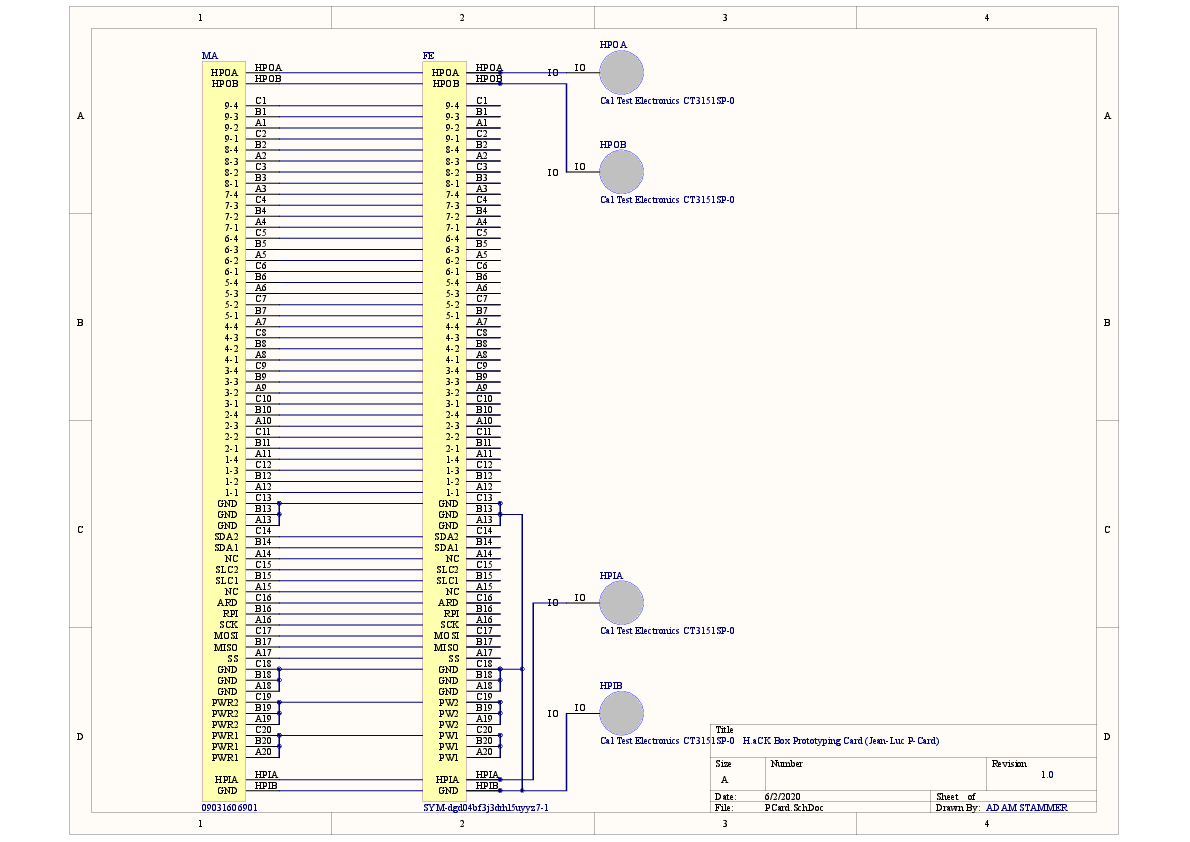 1 2 3 4
HPOA
MA FE
HPOA HPOA HPOA HPOA IO IO
HPOB HPOB HPOB HPOB
Cal Test Electronics CT3151SP-0
9-4 C1 9-4 C1
A 9-3 B1 9-3 B1 A
9-2 A1 9-2 A1
9-1 C2 9-1 C2
HPOB
8-4 B2 8-4 B2
8-3 A2 8-3 A2
8-2 C3 8-2 C3 IO IO
8-1 B3 8-1 B3
7-4 A3 7-4 A3
Cal Test Electronics CT3151SP-0
7-3 C4 7-3 C4
7-2 B4 7-2 B4
7-1 A4 7-1 A4
6-4 C5 6-4 C5
6-3 B5 6-3 B5
6-2 A5 6-2 A5
6-1 C6 6-1 C6
5-4 B6 5-4 B6
5-3 A6 5-3 A6
5-2 C7 5-2 C7
5-1 B7 5-1 B7
B 4-4 A7 4-4 A7 B
4-3 C8 4-3 C8
4-2 B8 4-2 B8
4-1 A8 4-1 A8
3-4 C9 3-4 C9
3-3 B9 3-3 B9
3-2 A9 3-2 A9
3-1 C10 3-1 C10
2-4 B10 2-4 B10
2-3 A10 2-3 A10
2-2 C11 2-2 C11
2-1 B11 2-1 B11
1-4 A11 1-4 A11
1-3 C12 1-3 C12
1-2 B12 1-2 B12
1-1 A12 1-1 A12
GND C13 GND C13
GND B13 GND B13
GND A13 GND A13
C C
SDA2 C14 SDA2 C14
SDA1 B14 SDA1 B14
NC A14 NC A14
SLC2 C15 SLC2 C15
HPIA
SLC1 B15 SLC1 B15
NC A15 NC A15
ARD C16 ARD C16 IO IO
RPI B16 RPI B16
SCK A16 SCK A16
Cal Test Electronics CT3151SP-0
MOSI C17 MOSI C17
MISO B17 MISO B17
SS A17 SS A17
GND C18 GND C18
GND B18 GND B18
HPIB
GND A18 GND A18
PWR2 C19 PW2 C19
PWR2 B19 PW2 B19 IO IO
PWR2 A19 PW2 A19
D PWR1 C20 PW1 C20 D
Cal Test Electronics CT3151SP-0
PWR1 B20 PW1 B20
PWR1 A20 PW1 A20
HPIA HPIA HPIA HPIA
GND HPIB GND HPIB
09031606901 SYM-dgd04bf3j3drhl5uyyz7-1
Title
H.aCK Box Prototyping Card (Jean-Luc P-Card)
Size Number Revision
A 1.0
Date: 6/2/2020 Sheet of
File: PCard.SchDoc Drawn By: ADAM STAMMER
1 2 3 4